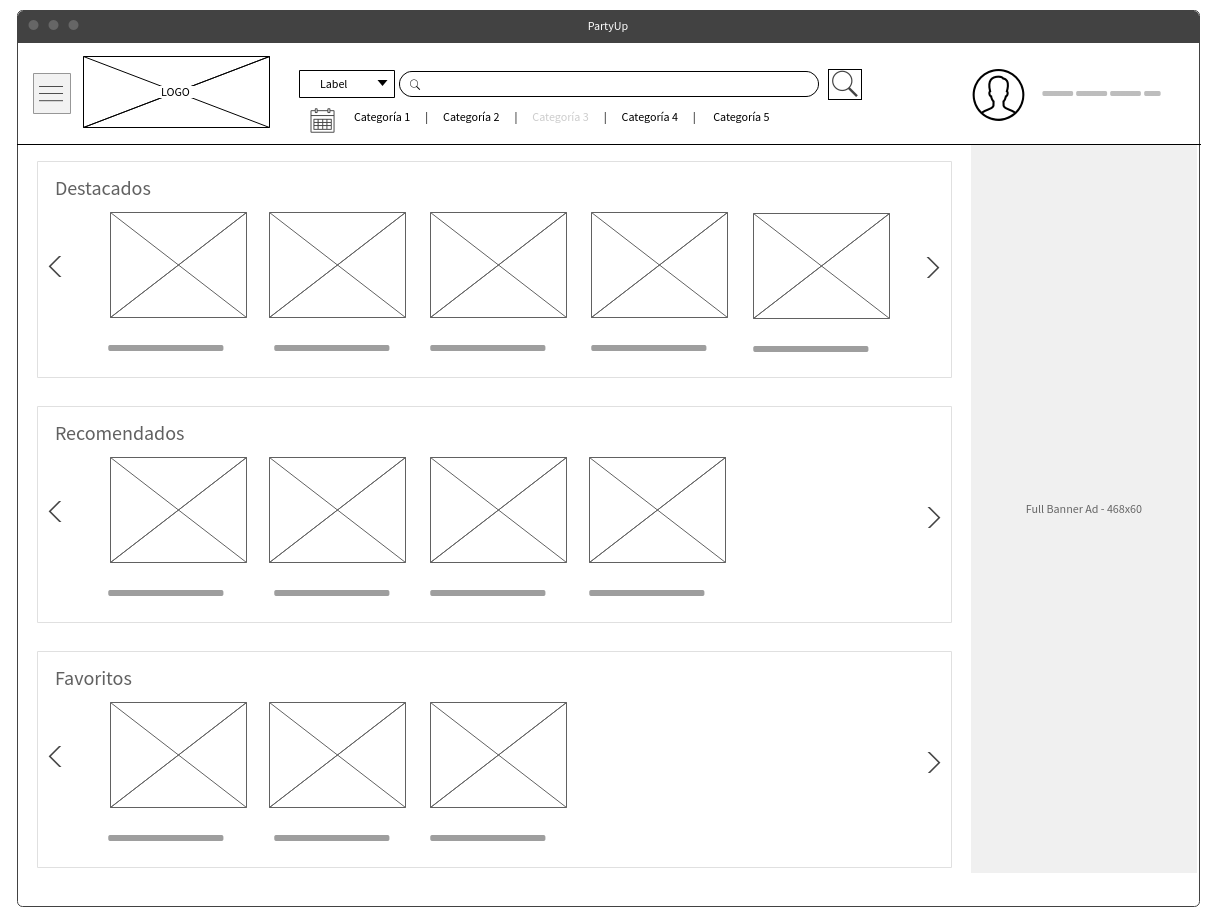 PartyUp
LOGO
Label
Categoría 1 | Categoría 2 | Categoría 3 | Categoría 4 | Categoría 5
Destacados
Recomendados
Full Banner Ad - 468x60
Favoritos